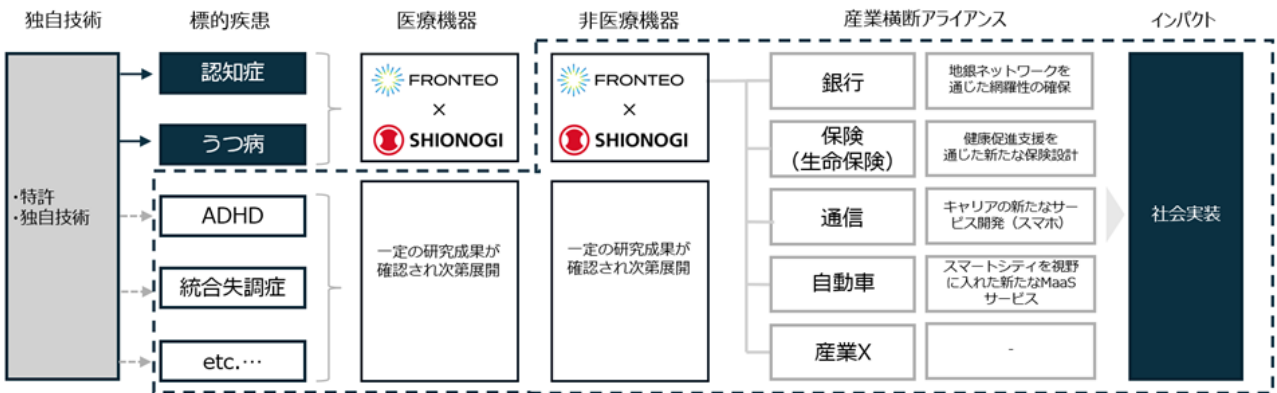 独自技術
標的疾患
医療機器
非医療機器
産業横断アライアンス
インパクト
・特許
・独自技術
認知症
うつ病
ADHD
統合失調症
etc.…
FRONTEO
×
SHIONOGI
一定の研究成果が
確認され次第展開
FRONTEO
×
SHIONOGI
一定の研究成果が
確認され次第展開
銀行
地銀ネットワークを
通じた網羅性の確保
保険
（生命保険）
健康促進支援を
通じた新たな保険設計
通信
キャリアの新たなサー
ビス開発（スマホ）
自動車
スマートシティを視野
に入れた新たなMaaS
サービス
産業X
-
社会実装